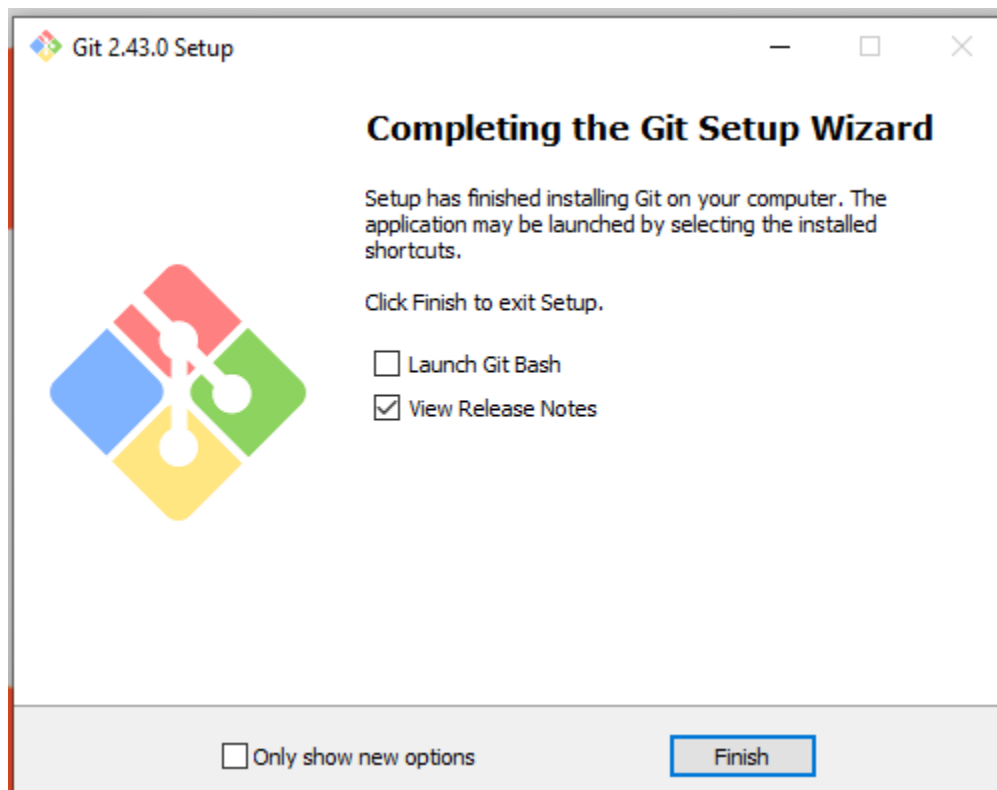 Git 2.43.0 Setup
Completing the Git Setup Wizard
Setup has finished installing Git on your computer. The
application may be launched by selecting the installed
shortcuts.
Click Finish to exit Setup.
Launch Git Bash
View Release Notes
Only show new options
Finish